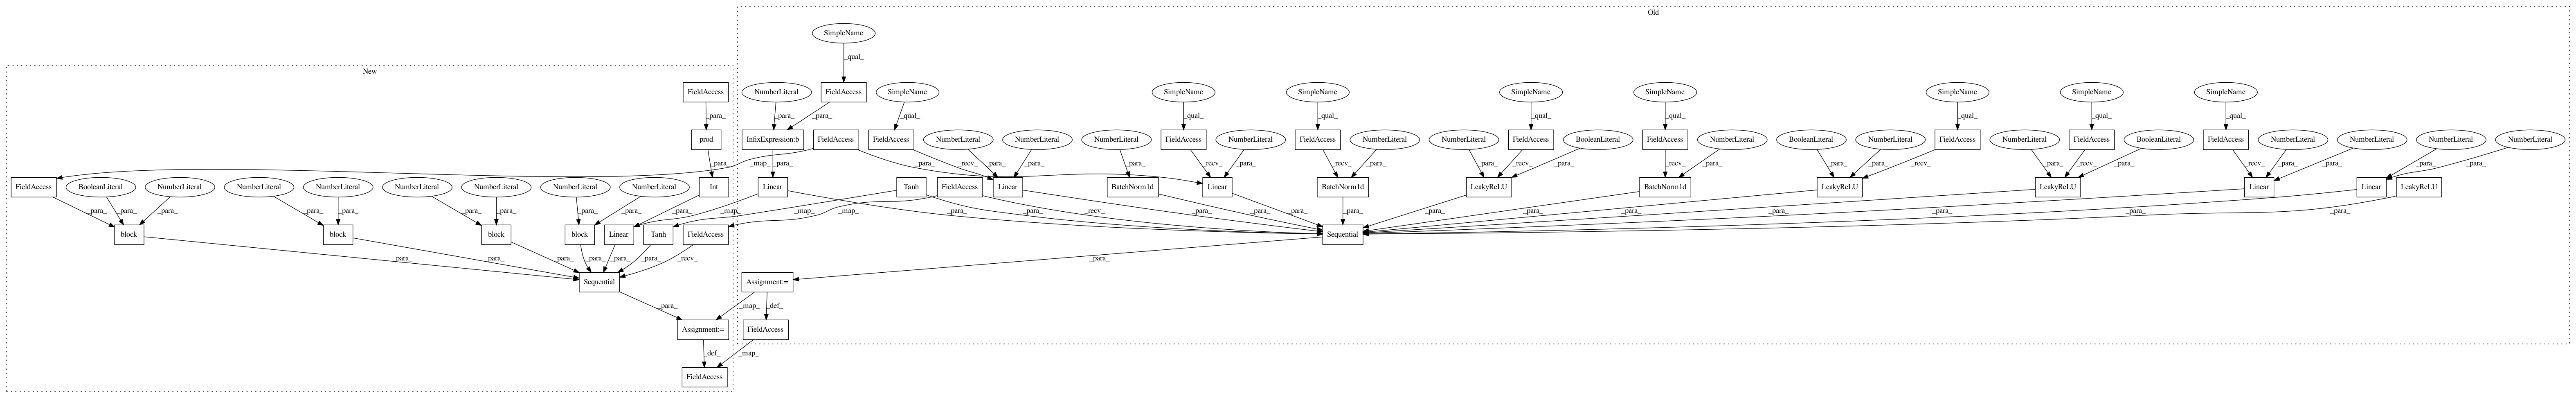 Old
SimpleName
_qual_
New
FieldAccess NumberLiteral FieldAccess SimpleName SimpleName SimpleName SimpleName SimpleName SimpleName SimpleName SimpleName
_para_ _para_ _para_ _qual_ _qual_ _qual_ _qual_ _qual_ _qual_ _qual_ _qual_
prod InfixExpression:b FieldAccess FieldAccess NumberLiteral NumberLiteral NumberLiteral FieldAccess NumberLiteral FieldAccess NumberLiteral NumberLiteral FieldAccess BooleanLiteral FieldAccess NumberLiteral BooleanLiteral NumberLiteral FieldAccess NumberLiteral FieldAccess BooleanLiteral FieldAccess NumberLiteral NumberLiteral NumberLiteral NumberLiteral
_para_ _map_ _para_ _para_ _recv_ _para_ _para_ _para_ _recv_ _para_ _recv_ _para_ _para_ _recv_ _para_ _recv_ _para_ _para_ _para_ _recv_ _para_ _recv_ _para_ _recv_ _para_ _para_ _para_ _para_
FieldAccess BooleanLiteral NumberLiteral NumberLiteral NumberLiteral NumberLiteral NumberLiteral NumberLiteral NumberLiteral Int Linear Tanh FieldAccess Linear BatchNorm1d Linear BatchNorm1d LeakyReLU BatchNorm1d LeakyReLU LeakyReLU Linear Linear LeakyReLU
_para_ _para_ _para_ _para_ _para_ _para_ _para_ _para_ _para_ _para_ _map_ _para_ _map_ _map_ _para_ _recv_ _para_ _para_ _para_ _para_ _para_ _para_ _para_ _para_ _para_ _para_ _para_
block block block block Linear Tanh FieldAccess Sequential
_para_ _para_ _para_ _para_ _para_ _para_ _recv_ _para_
Sequential Assignment:=
_para_ _map_ _def_
Assignment:= FieldAccess
_def_ _map_
FieldAccess